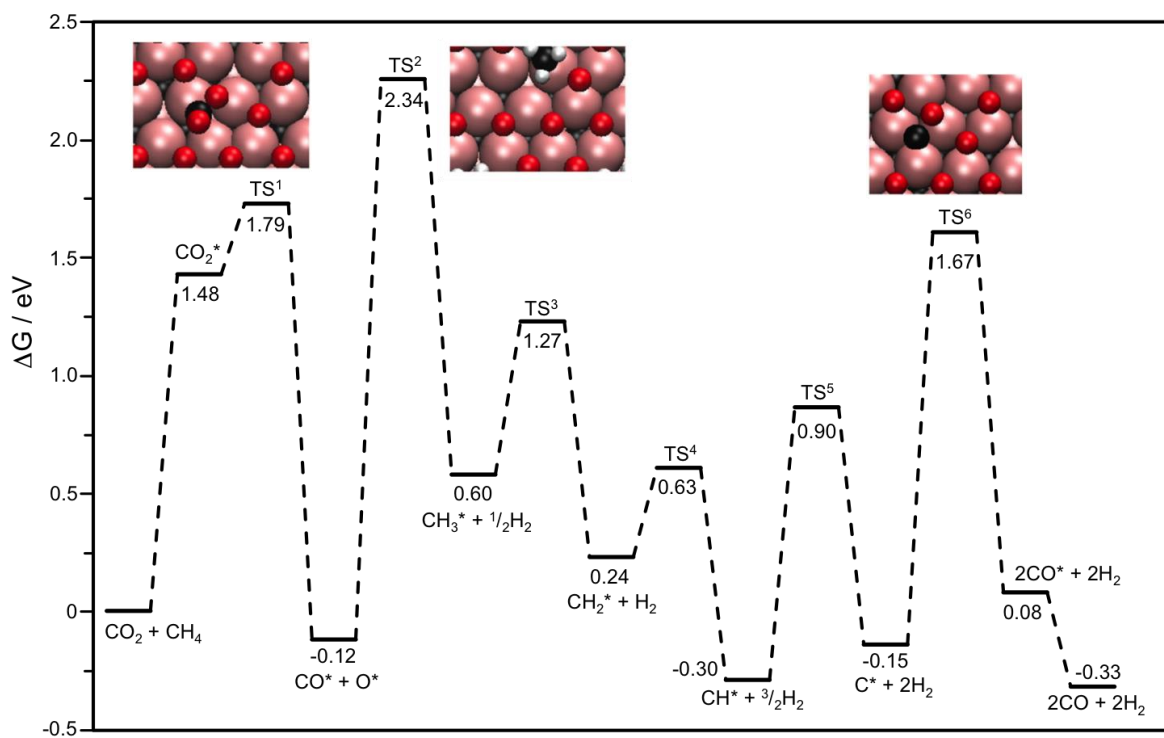 2.5
2.0
1.5
1.0
0.5
0
-0.5
ΔG / eV
CO₂ + CH₄
CO₂*
1.48
TS¹
1.79
-0.12
CO* + O*
TS²
2.34
0.60
CH₃* + ¹/₂H₂
TS³
1.27
0.24
CH₂* + H₂
TS⁴
0.63
-0.30
CH* + ³/₂H₂
TS⁵
0.90
-0.15
C* + 2H₂
TS⁶
1.67
2CO* + 2H₂
0.08
-0.33
2CO + 2H₂